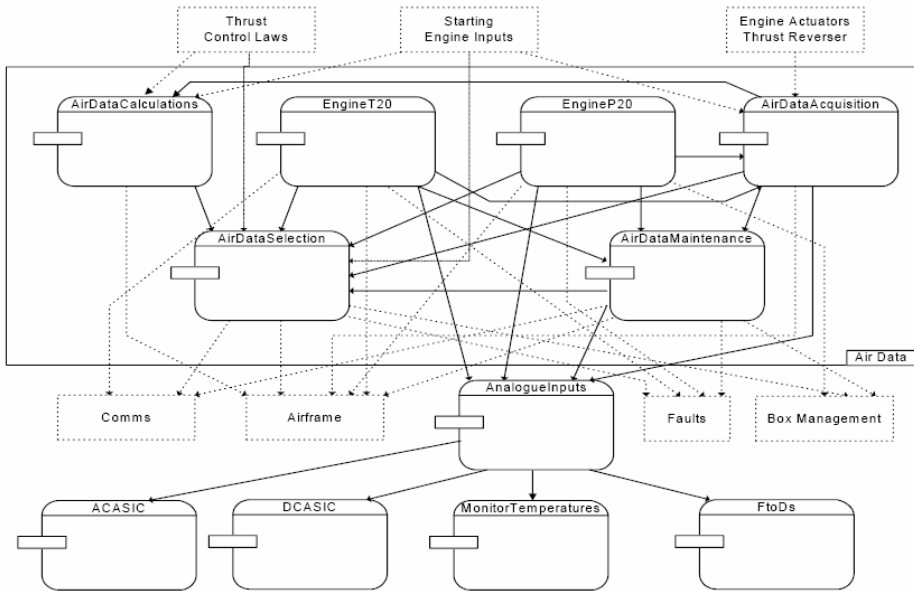 Thrust
Control Laws
Starting
Engine Inputs
Engine Actuators
Thrust Reverser
AirDataCalculations
EngineT20
EngineP20
AirDataAcquisition
AirDataSelection
AirDataMaintenance
Air Data
AnalogueInputs
Comms
Airframe
Faults
Box Management
ACASIC
DCASIC
MonitorTemperatures
FtoDs